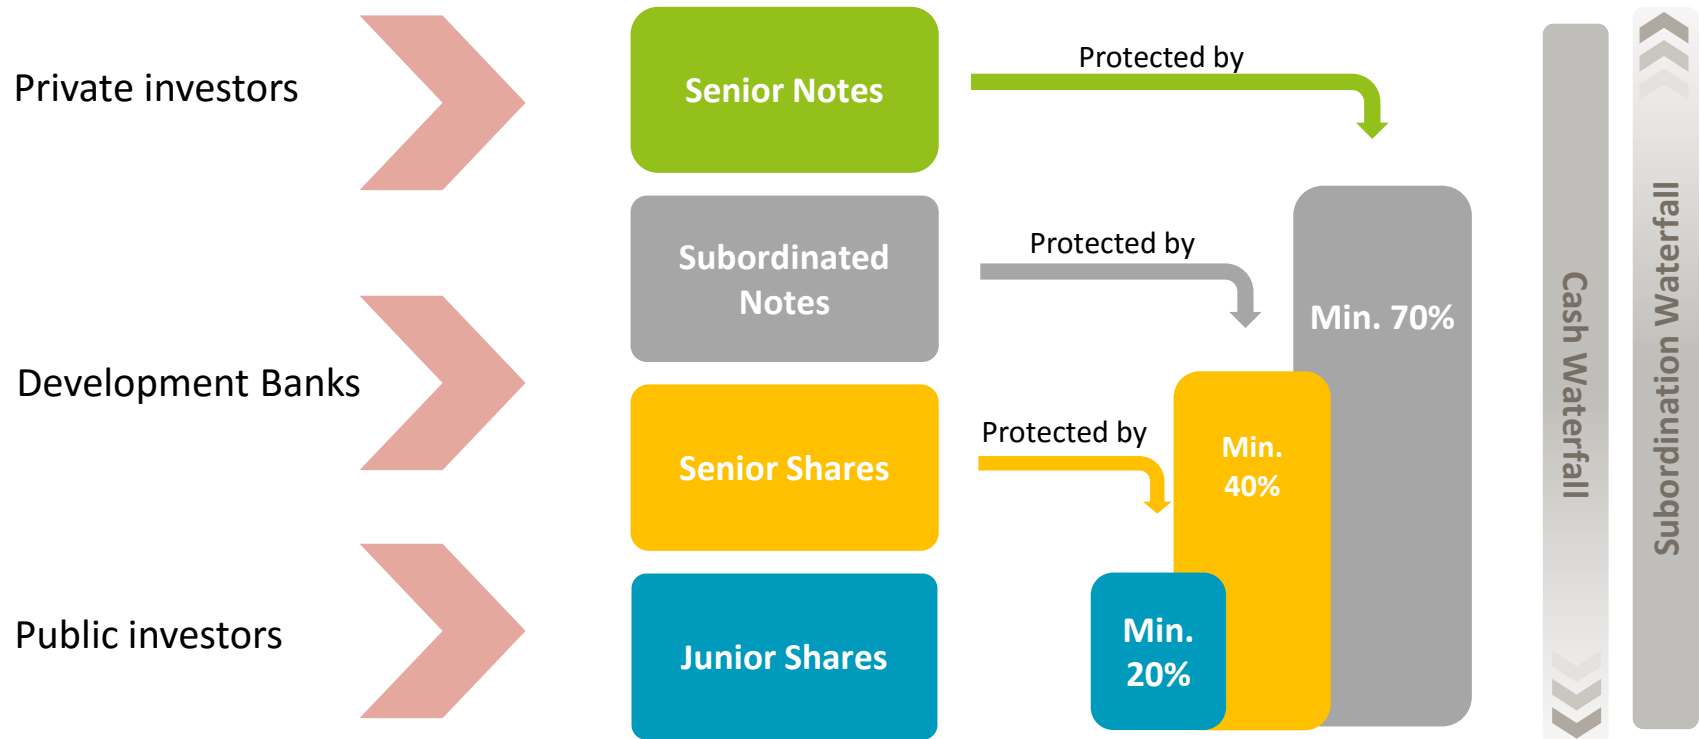 Private investors
Senior Notes
Protected by
Subordinated
Notes
Protected by
Min. 70%
Development Banks
Senior Shares
Protected by
Min.
40%
Public investors
Junior Shares
Min.
20%
Cash Waterfall
Subordination Waterfall